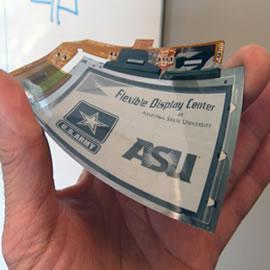 Flexible Display Center
at
Arizona State University
U.S. ARMY
ASU